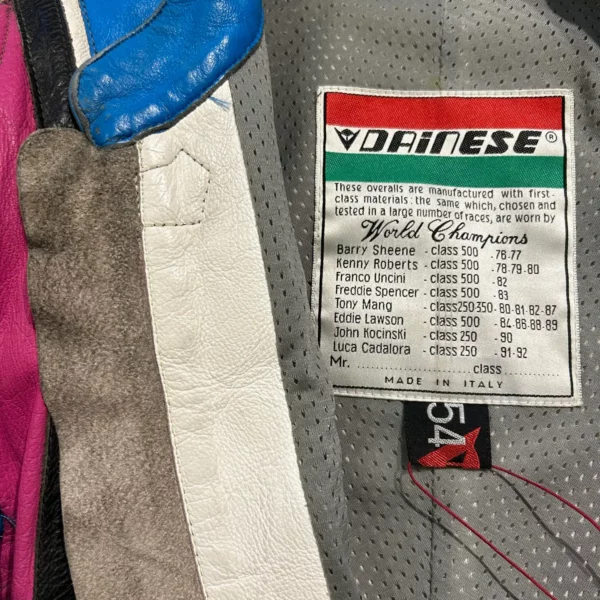 DAiNESE®
These overalls are manufactured with first-
class materials: the same which, chosen and
tested in a large number of races, are worn by
World Champions
Barry Sheene - class 500 - 76-77
Kenny Roberts - class 500 - 78-79-80
Franco Uncini - class 500 - 82
Freddie Spencer - class 500 - 83
Tony Mang - class250-350-80-81-82-87
Eddie Lawson - class 500 - 84-86-88-89
John Kocinski - class 250 - 90
Luca Cadalora - class 250 - 91-92
Mr. ........................ class ............
MADE IN ITALY
54